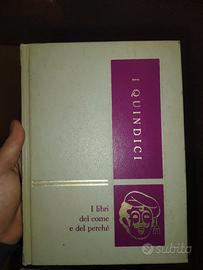 I QUINDICI
I libri
del come
e del perché
subito